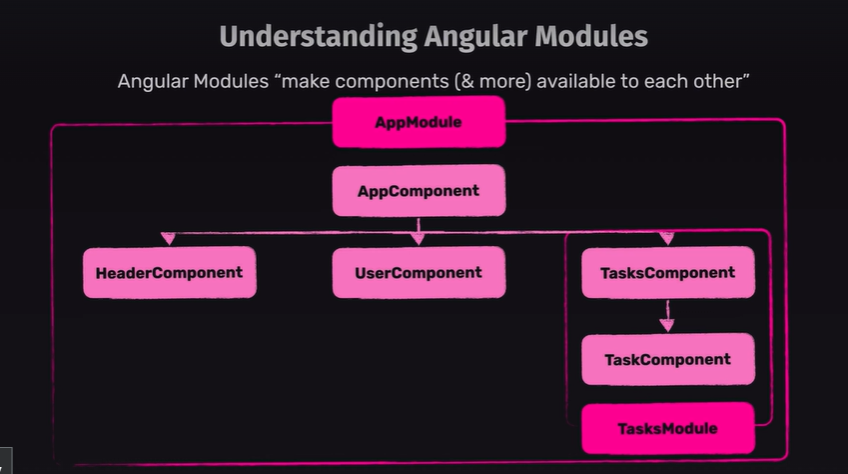 Understanding Angular Modules
Angular Modules “make components (& more) available to each other”
AppModule
AppComponent
HeaderComponent
UserComponent
TasksComponent
TaskComponent
TasksModule